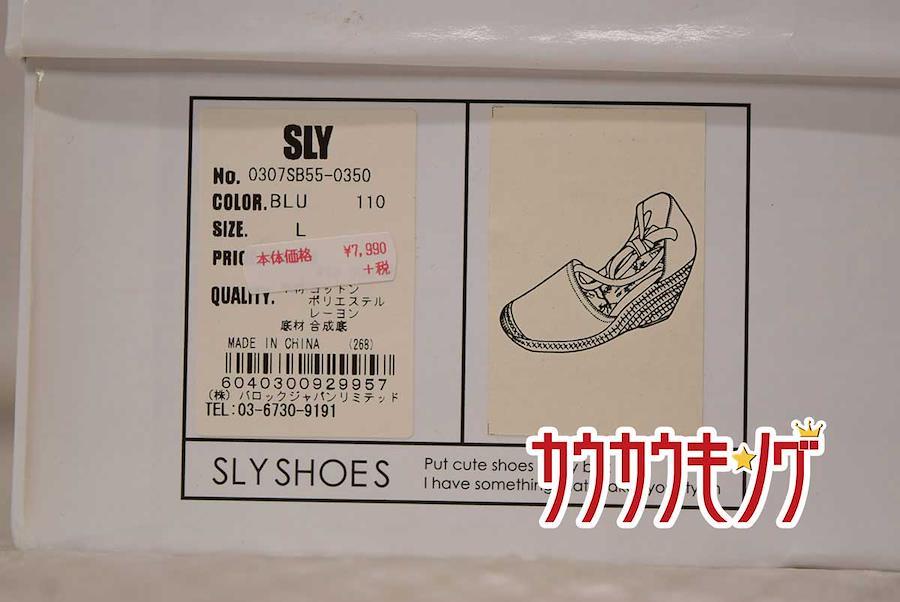 SLY
No. 0307SB55-0350
COLOR. BLU 110
SIZE. L
本体価格 ¥7,990
+税
QUALITY. コットン
ポリエステル
レーヨン
底材 合成底
MADE IN CHINA (268)
6040300929957
(株) バロックジャパンリミテッド
TEL:03-6730-9191
SLY SHOES
Put cute shoes
I have something
カウカウキング